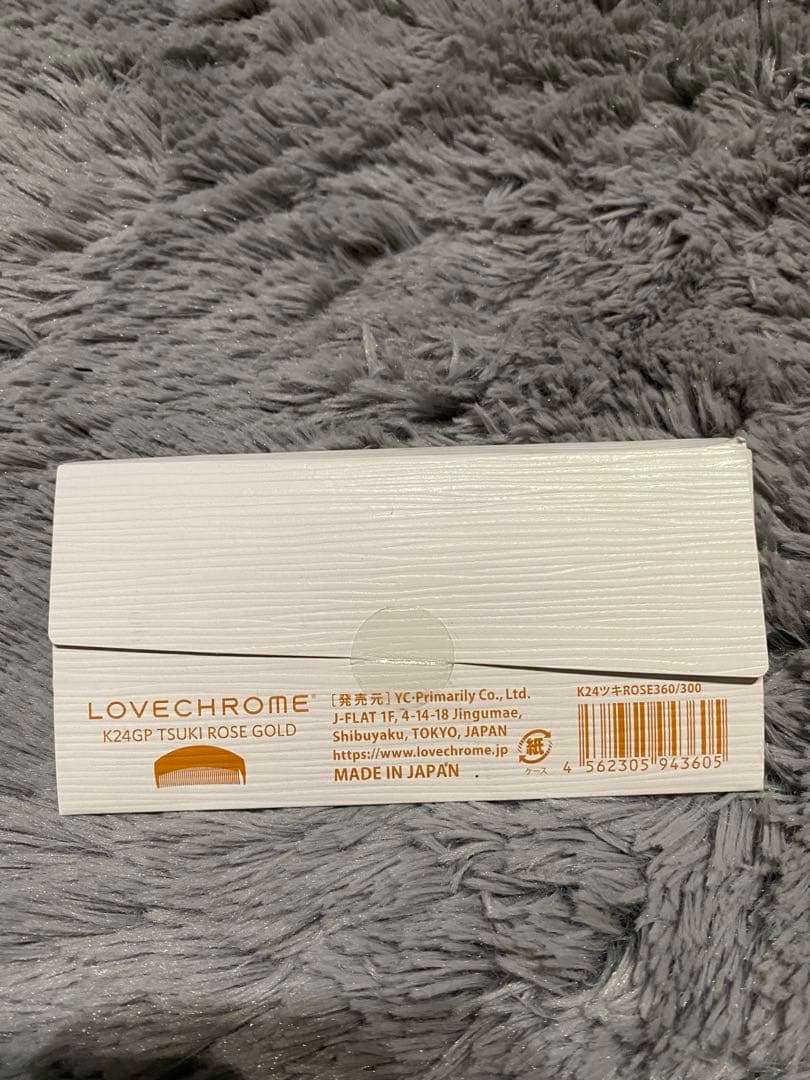 LOVECHROME®
K24GP TSUKI ROSE GOLD
[発売元] YC-Primarily Co., Ltd.
J-FLAT 1F, 4-14-18 Jingumae,
Shibuyaku, TOKYO, JAPAN
https://www.lovechrome.jp
MADE IN JAPAN
紙
ケース
K24ツキROSE360/300
4 562305 943605